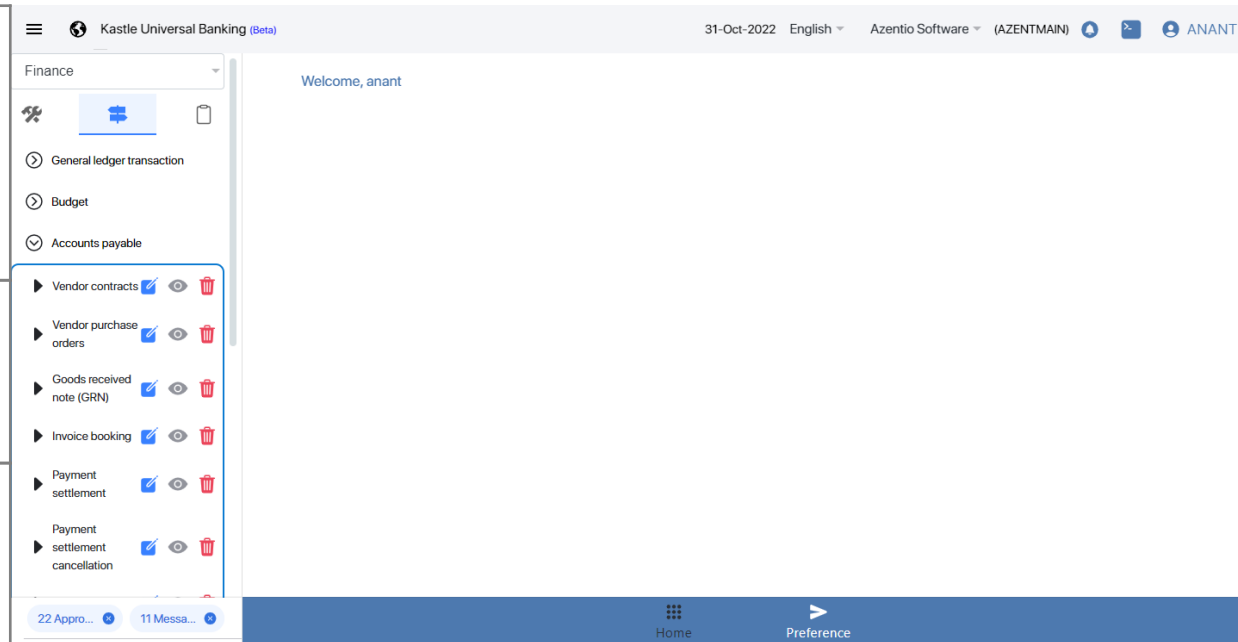 Kastle Universal Banking (Beta)
31-Oct-2022 English Azentio Software (AZENTMAIN) ANANT
Finance
Welcome, anant
General ledger transaction
Budget
Accounts payable
Vendor contracts
Vendor purchase
orders
Goods received
note (GRN)
Invoice booking
Payment
settlement
Payment
settlement
cancellation
22 Appro...
11 Messa...
Home
Preference